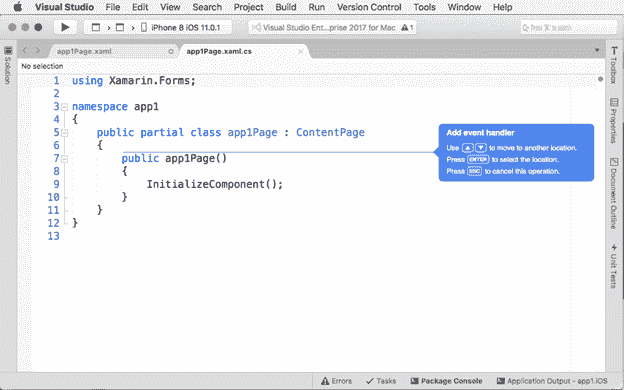 Visual Studio File Edit View Search Project Build Run Version Control Tools Window Help
iPhone 8 iOS 11.0.1
Visual Studio Ent...prise 2017 for Mac 1
Press ‘⌘.’ to search
app1Page.xaml app1Page.xaml.cs
No selection
Solution
Toolbox
Properties
Document Outline
Unit Tests
1 using Xamarin.Forms;
2
3 namespace app1
4 {
5 public partial class app1Page : ContentPage
6 {
7 public app1Page()
8 {
9 InitializeComponent();
10 }
11 }
12 }
13
Add event handler
Use ▲ ▼ to move to another location.
Press ENTER to select the location.
Press ESC to cancel this operation.
Errors Tasks Package Console Application Output - app1.iOS